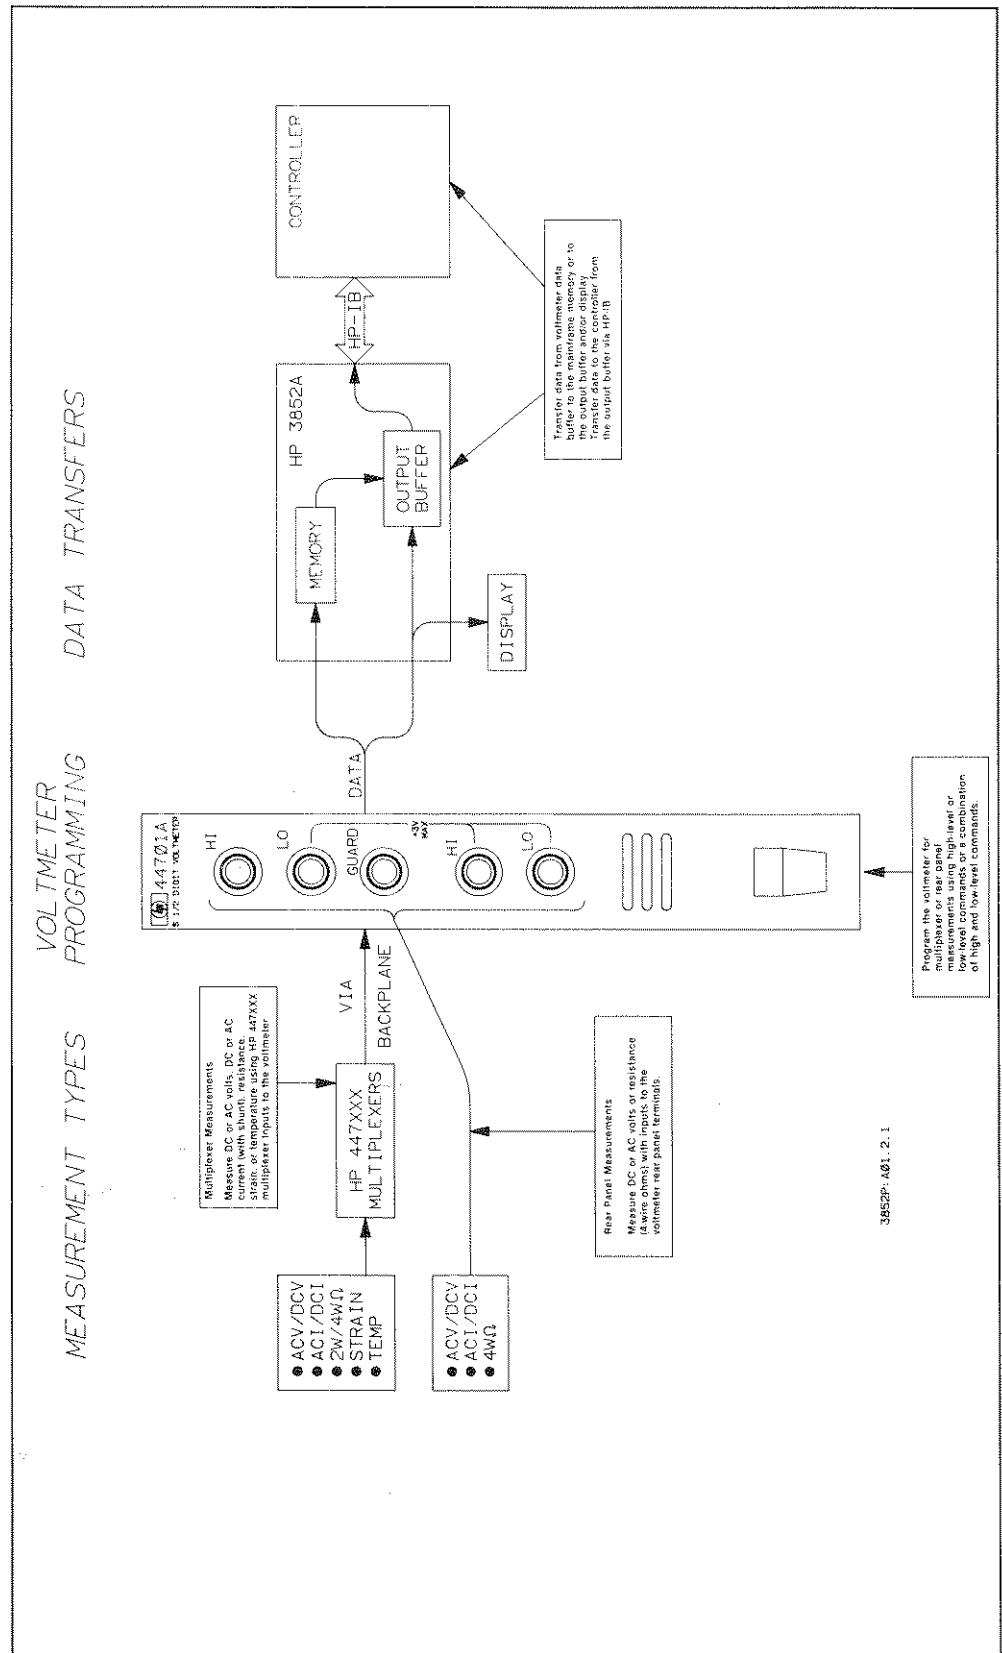 MEASUREMENT TYPES
VOLTMETER
PROGRAMMING
DATA TRANSFERS
Multiplexer Measurements
Measure DC or AC volts, DC or AC
current (with shunt), resistance,
strain, or temperature using HP 447XXX
multiplexer inputs to the voltmeter
● ACV/DCV
● ACI/DCI
● 2W/4WΩ
● STRAIN
● TEMP
HP 447XXX
MULTIPLEXERS
VIA
BACKPLANE
● ACV/DCV
● ACI/DCI
● 4WΩ
Rear Panel Measurements
Measure DC or AC volts or resistance
(4-wire ohms) with inputs to the
voltmeter rear panel terminals.
hp 44701A
5 1/2 DIGIT VOLTMETER
HI
LO
GUARD
±3V
MAX
HI
LO
Program the voltmeter for
multiplexer or rear panel
measurements using high-level or
low-level commands or a combination
of high and low-level commands.
DATA
HP 3852A
MEMORY
OUTPUT
BUFFER
DISPLAY
HP-IB
CONTROLLER
Transfer data from voltmeter data
buffer to the mainframe memory or to
the output buffer and/or display
Transfer data to the controller from
the output buffer via HP-IB
3852P:A01.2.1